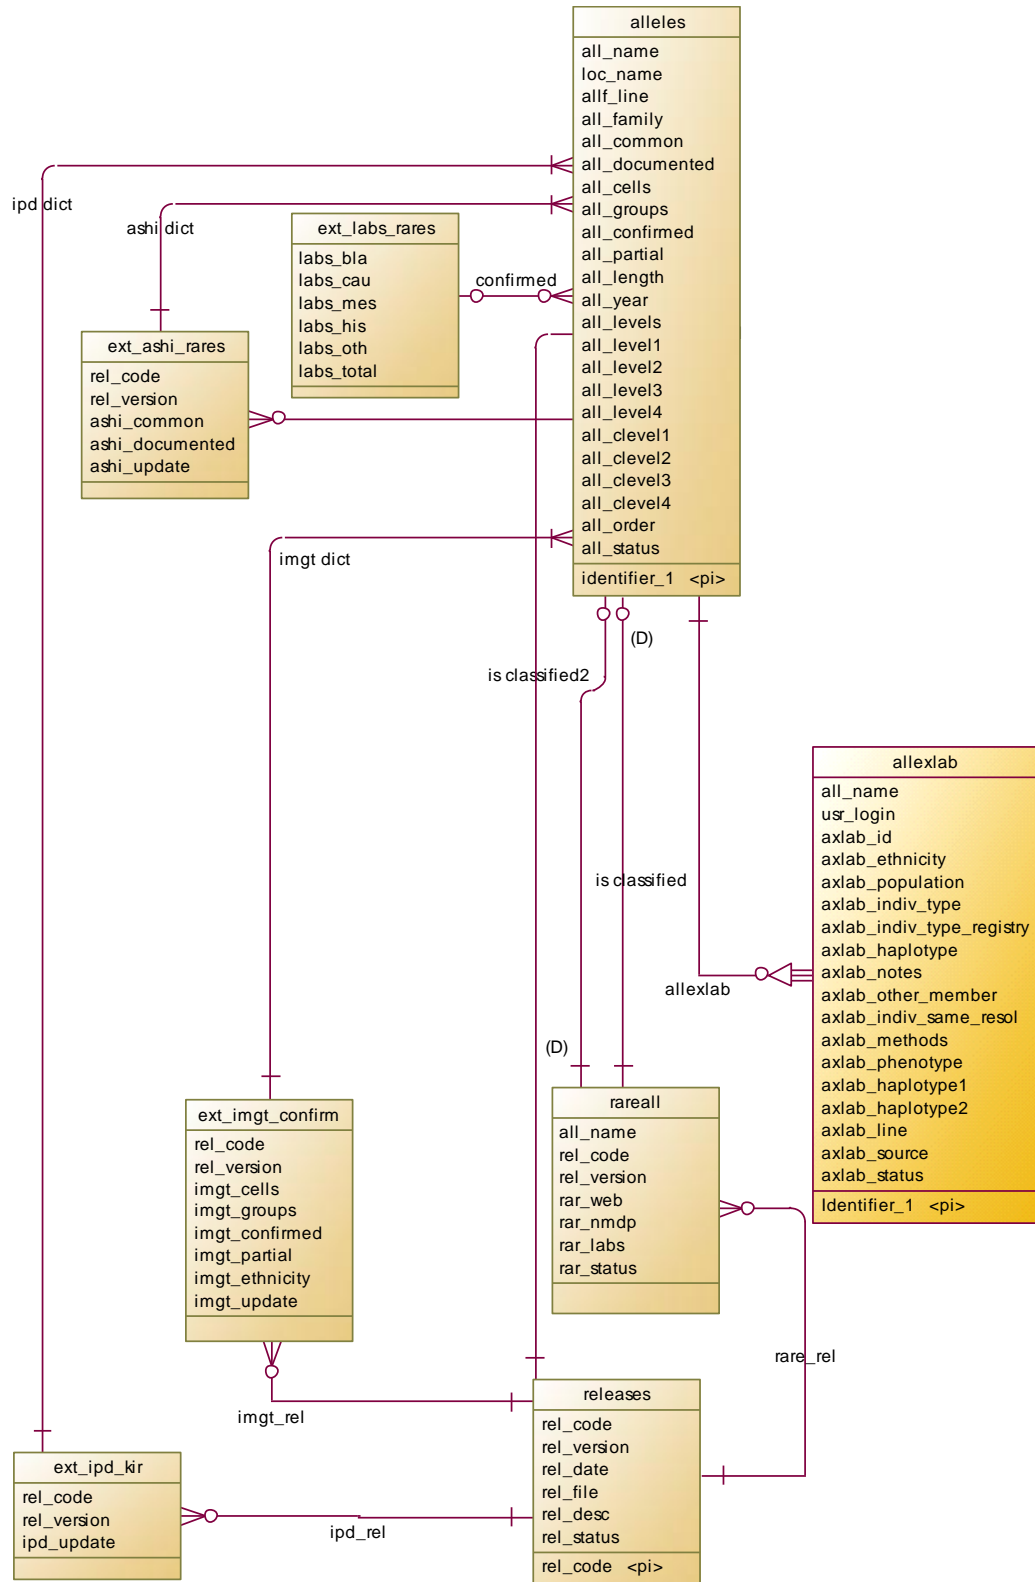 alleles
all_name
loc_name
allf_line
all_family
all_common
all_documented
all_cells
all_groups
all_confirmed
all_partial
all_length
all_year
all_levels
all_level1
all_level2
all_level3
all_level4
all_clevel1
all_clevel2
all_clevel3
all_clevel4
all_order
all_status
identifier_1 <pi>
ipd dict
ashi dict
ext_labs_rares
labs_bla
labs_cau
labs_mes
labs_his
labs_oth
labs_total
confirmed
ext_ashi_rares
rel_code
rel_version
ashi_common
ashi_documented
ashi_update
imgt dict
(D)
is classified2
allexlab
all_name
usr_login
axlab_id
axlab_ethnicity
axlab_population
axlab_indiv_type
axlab_indiv_type_registry
axlab_haplotype
axlab_notes
axlab_other_member
axlab_indiv_same_resol
axlab_methods
axlab_phenotype
axlab_haplotype1
axlab_haplotype2
axlab_line
axlab_source
axlab_status
Identifier_1 <pi>
is classified
allexlab
(D)
ext_imgt_confirm
rel_code
rel_version
imgt_cells
imgt_groups
imgt_confirmed
imgt_partial
imgt_ethnicity
imgt_update
rareall
all_name
rel_code
rel_version
rar_web
rar_nmdp
rar_labs
rar_status
rare_rel
imgt_rel
releases
rel_code
rel_version
rel_date
rel_file
rel_desc
rel_status
rel_code <pi>
ext_ipd_kir
rel_code
rel_version
ipd_update
ipd_rel